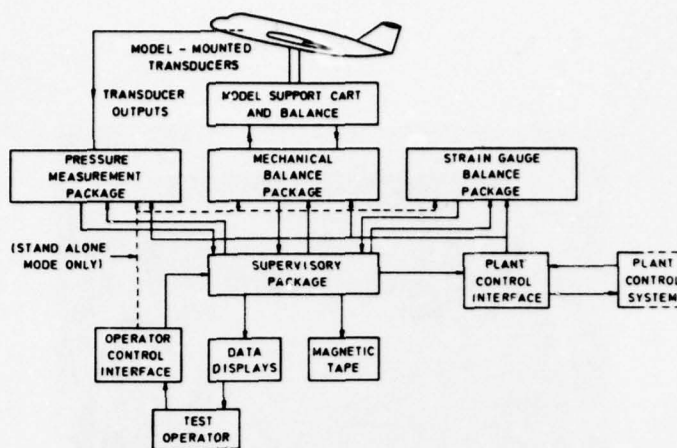 MODEL - MOUNTED
TRANSDUCERS
TRANSDUCER
OUTPUTS
MODEL SUPPORT CART
AND BALANCE
PRESSURE
MEASUREMENT
PACKAGE
MECHANICAL
BALANCE
PACKAGE
STRAIN GAUGE
BALANCE
PACKAGE
(STAND ALONE
MODE ONLY)
SUPERVISORY
PACKAGE
PLANT
CONTROL
INTERFACE
PLANT
CONTROL
SYSTEM
OPERATOR
CONTROL
INTERFACE
DATA
DISPLAYS
MAGNETIC
TAPE
TEST
OPERATOR